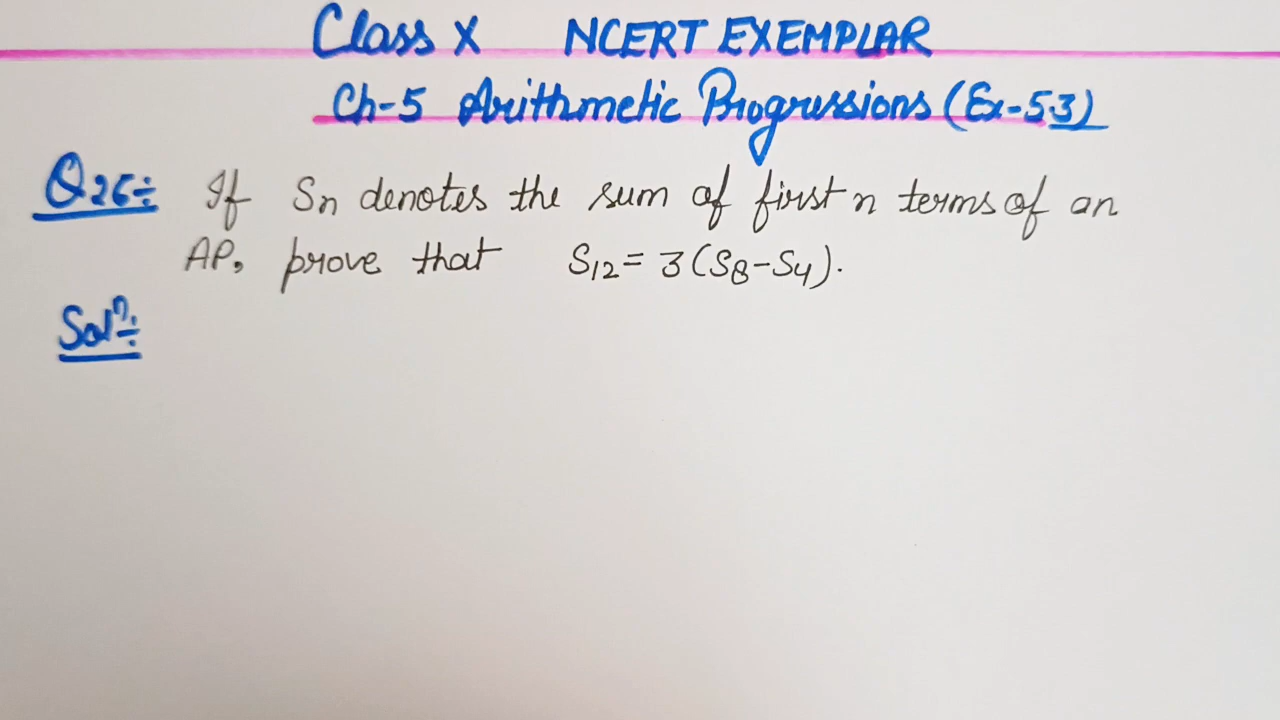 Class X NCERT EXEMPLAR
Ch-5 Arithmetic Progressions (Ex-5.3)
Q26÷ If Sn denotes the sum of first n terms of an
AP, prove that S12 = 3(S8-S4).
Solⁿ÷